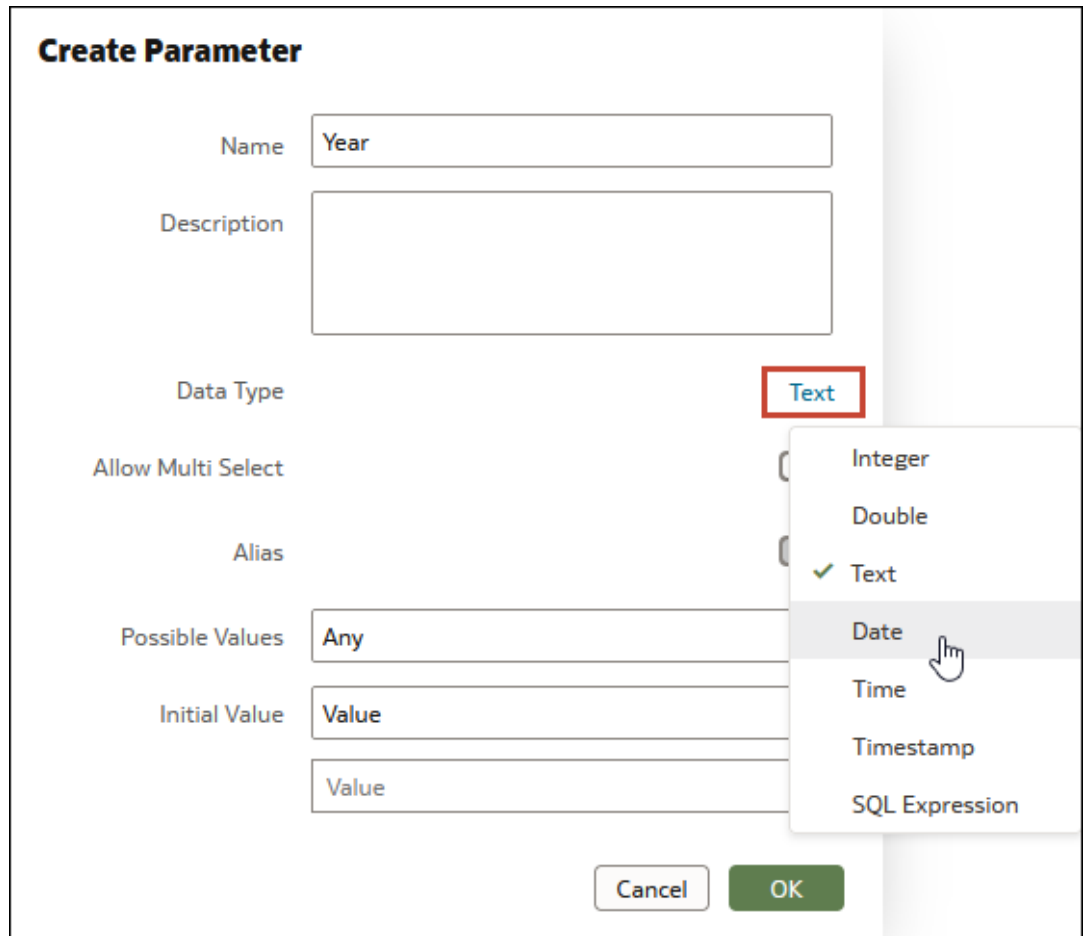 Create Parameter
Name Year
Description
Data Type Text
Allow Multi Select Integer
Double
Alias Text
Possible Values Any Date
Time
Initial Value Value
Timestamp
Value SQL Expression
Cancel OK